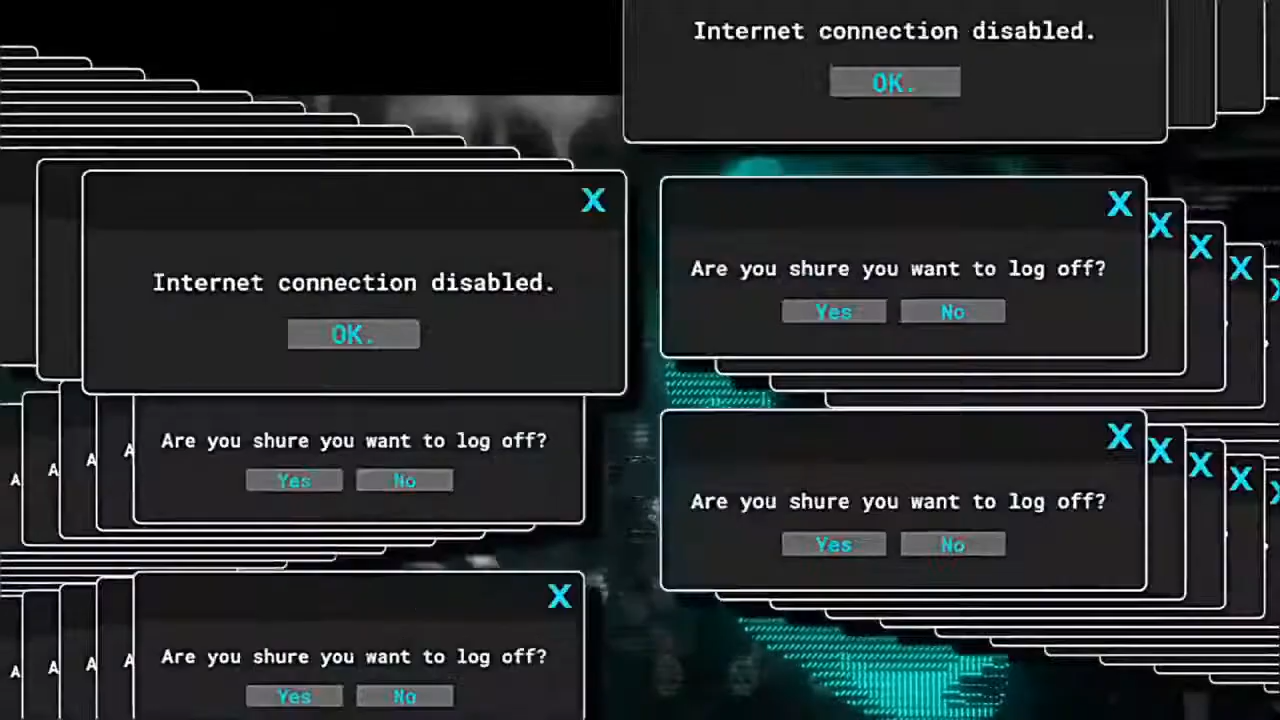 Internet connection disabled.
OK.
X
Internet connection disabled.
OK.
X
X
X
X
X
Are you shure you want to log off?
Yes No
Are you shure you want to log off?
Yes No
A
A
A
A
X
X
X
X
X
Are you shure you want to log off?
Yes No
X
Are you shure you want to log off?
Yes No
A
A
A
A